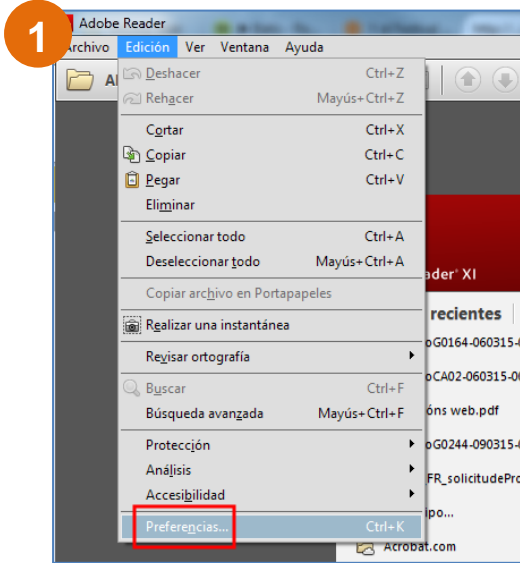 1
Adobe Reader
Archivo Edición Ver Ventana Ayuda
Deshacer Ctrl+Z
Rehacer Mayús+Ctrl+Z
Cortar Ctrl+X
Copiar Ctrl+C
Pegar Ctrl+V
Eliminar
Seleccionar todo Ctrl+A
Deseleccionar todo Mayús+Ctrl+A
ader® XI
Copiar archivo en Portapapeles
recientes
Realizar una instantánea
oG0164-060315-
Revisar ortografía
oCA02-060315-0
Buscar Ctrl+F
Búsqueda avanzada Mayús+Ctrl+F
óns web.pdf
Protección
oG0244-090315-
Análisis
FR_solicitudePro
Accesibilidad
ipo...
Preferencias... Ctrl+K
Acrobat.com